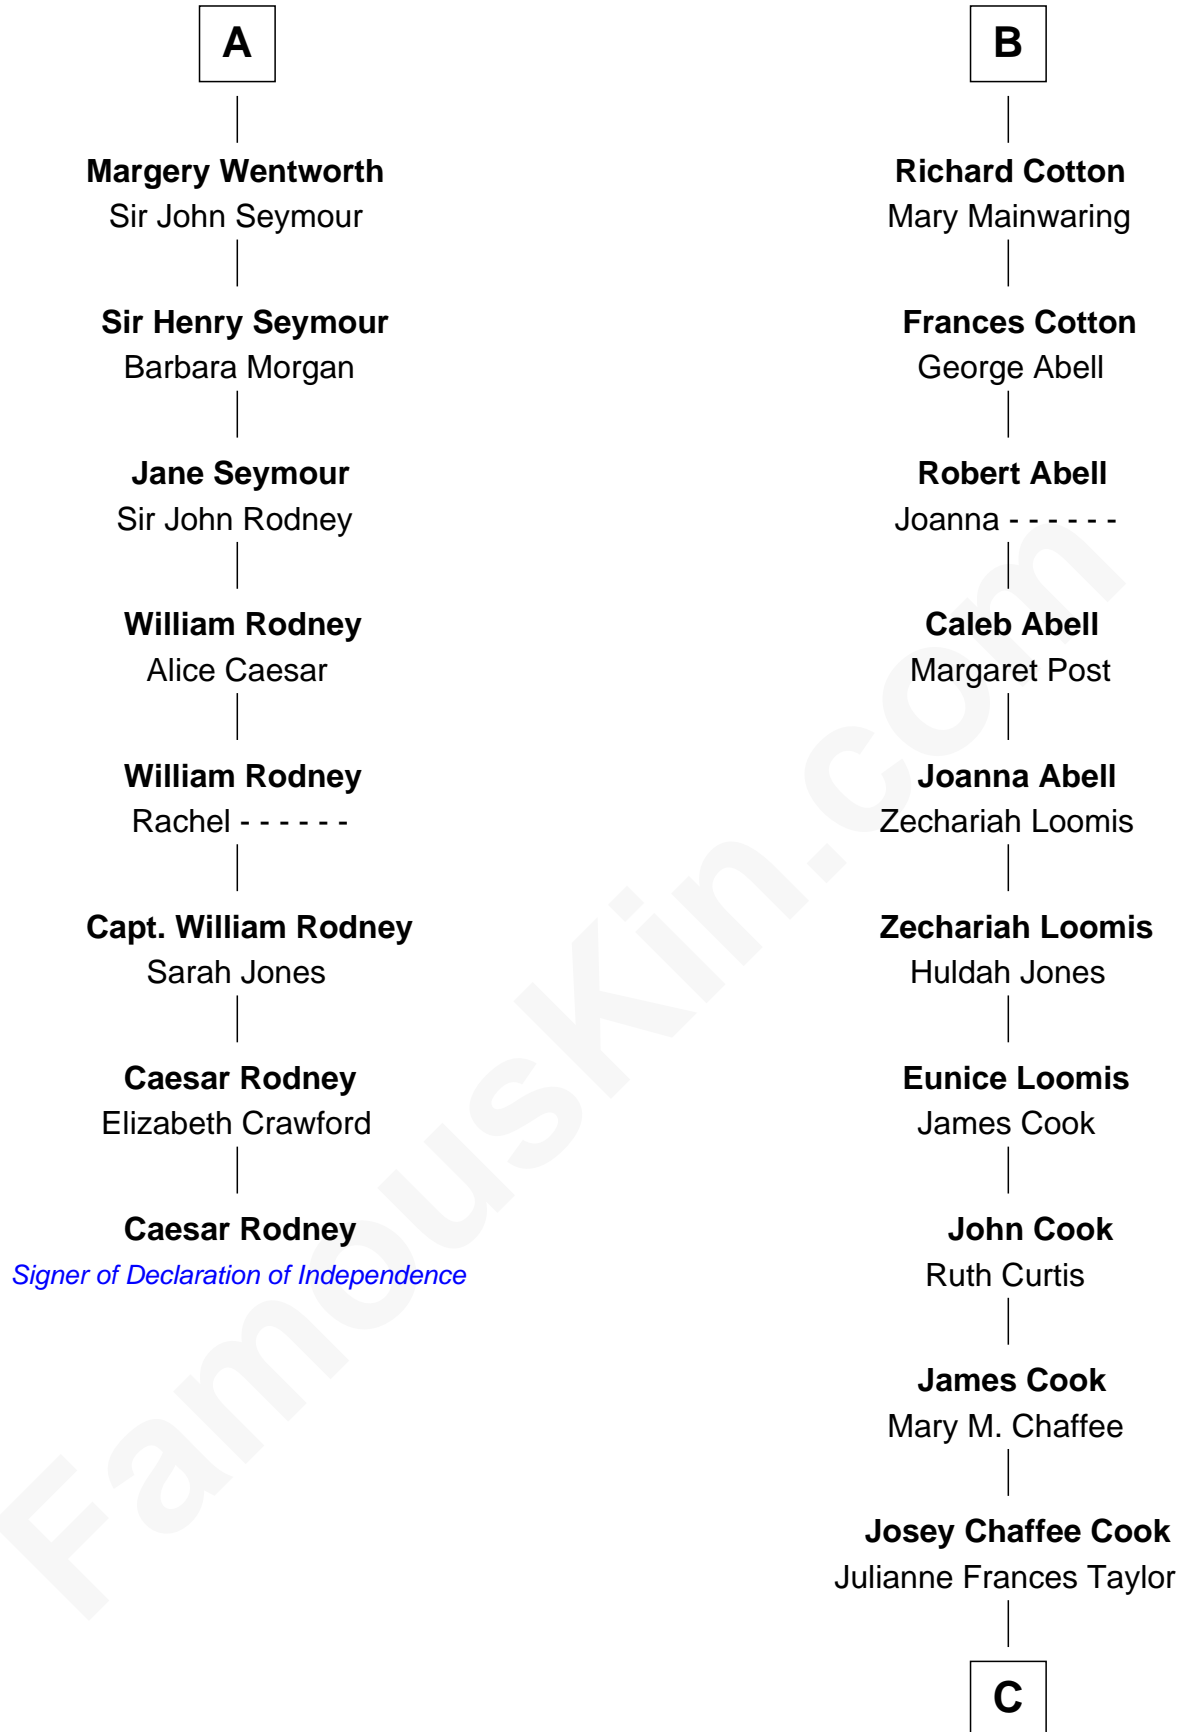 A
Margery Wentworth
Sir John Seymour
Sir Henry Seymour
Barbara Morgan
Jane Seymour
Sir John Rodney
William Rodney
Alice Caesar
William Rodney
Rachel - - - - - -
Capt. William Rodney
Sarah Jones
Caesar Rodney
Elizabeth Crawford
Caesar Rodney
Signer of Declaration of Independence
B
Richard Cotton
Mary Mainwaring
Frances Cotton
George Abell
Robert Abell
Joanna - - - - - -
Caleb Abell
Margaret Post
Joanna Abell
Zechariah Loomis
Zechariah Loomis
Huldah Jones
Eunice Loomis
James Cook
John Cook
Ruth Curtis
James Cook
Mary M. Chaffee
Josey Chaffee Cook
Julianne Frances Taylor
C
FamousKin.com